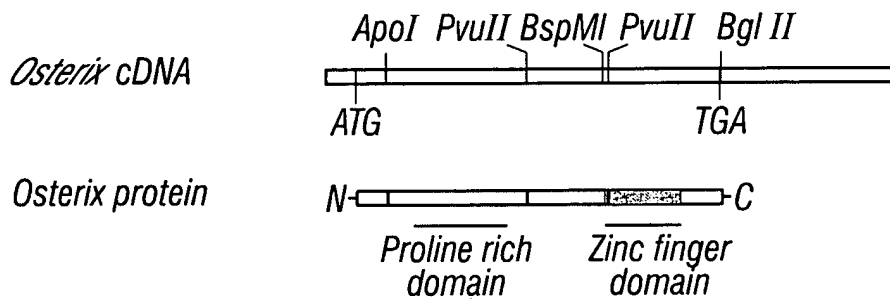 ApoI PvuII BspMI PvuII Bgl II
Osterix cDNA
ATG TGA
Osterix protein N C
Proline rich domain
Zinc finger domain